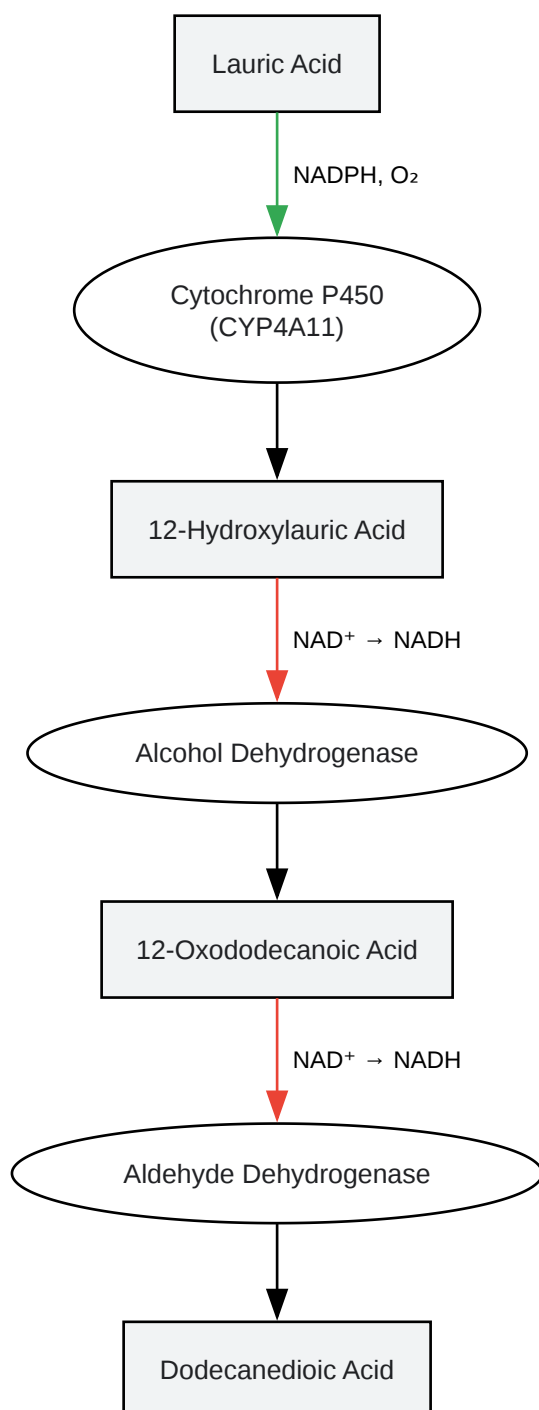 Lauric Acid
NADPH, O₂
Cytochrome P450
(CYP4A11)
12-Hydroxylauric Acid
NAD⁺ → NADH
Alcohol Dehydrogenase
12-Oxododecanoic Acid
NAD⁺ → NADH
Aldehyde Dehydrogenase
Dodecanedioic Acid